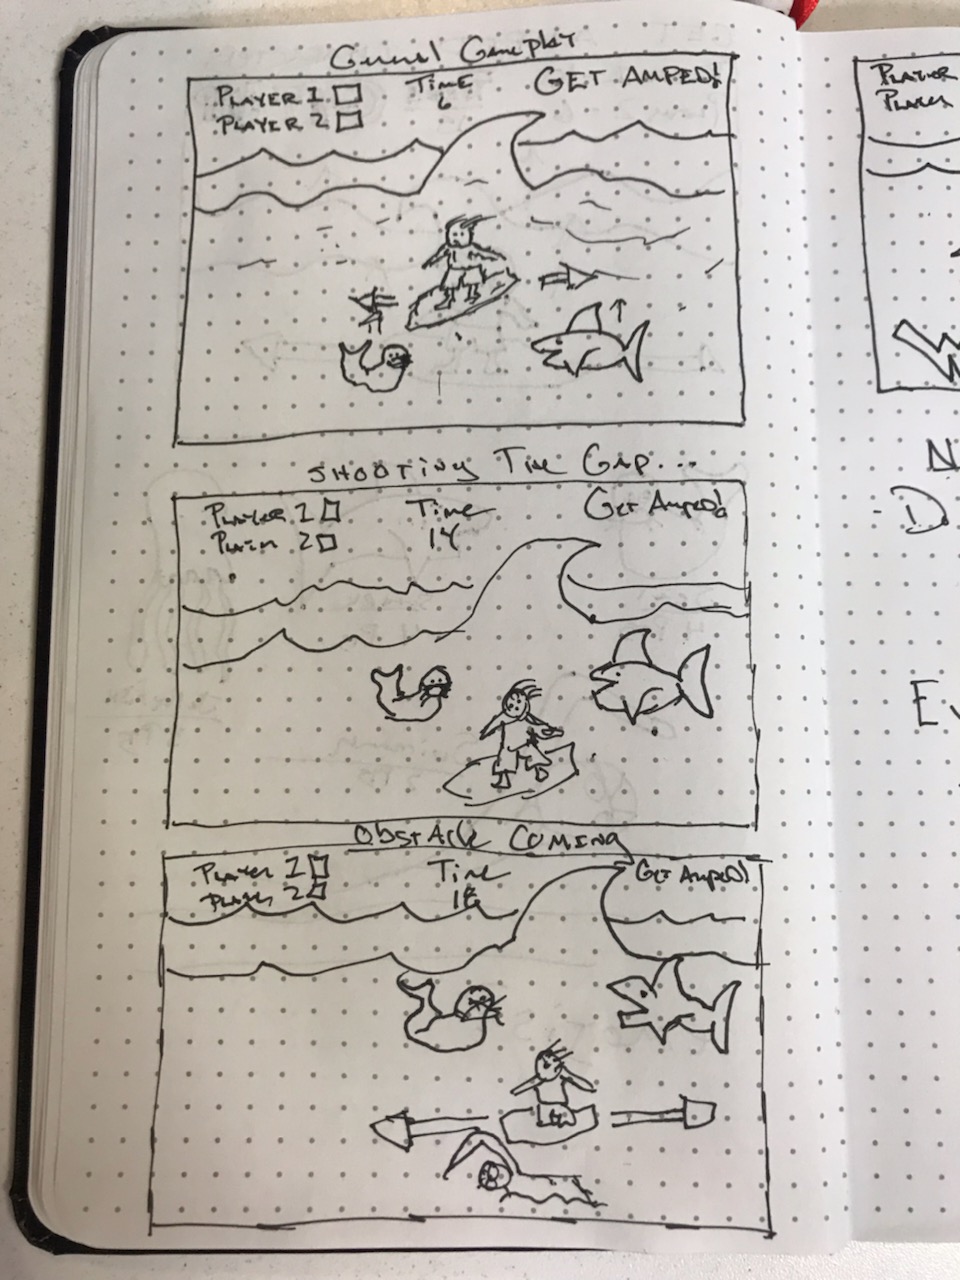 General Gameplay
PLAYER 1
PLAYER 2
Time
6
GET AMPED!
SHOOTING THE GAP...
PLAYER 1
PLAYER 2
Time
14
Get Amped!
Obstacle Coming
PLAYER 1
PLAYER 2
Time
18
Get Amped!
PLAYER
PLAYER
N
D
Ev